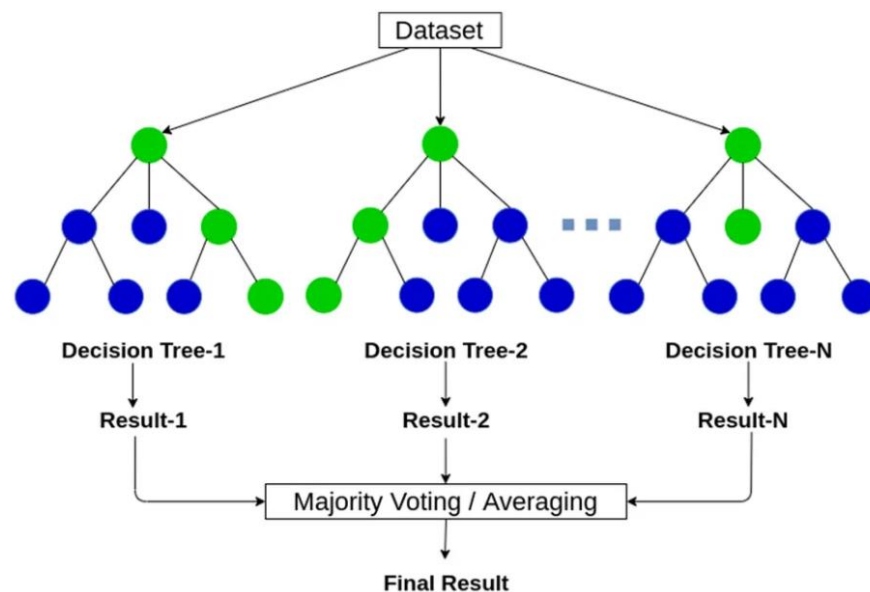 Dataset
Decision Tree-1
Decision Tree-2
Decision Tree-N
Result-1
Result-2
Result-N
Majority Voting / Averaging
Final Result